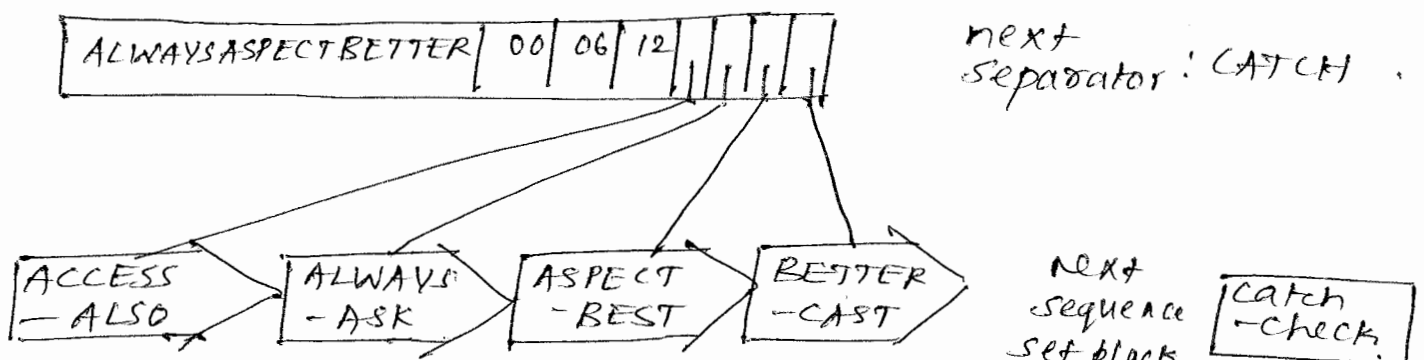 ALWAYSASPECTBETTER 00 06 12
next
separator: CATCH.
ACCESS
- ALSO
ALWAYS
- ASK
ASPECT
- BEST
BETTER
- CAST
next
sequence
set block
catch
- check